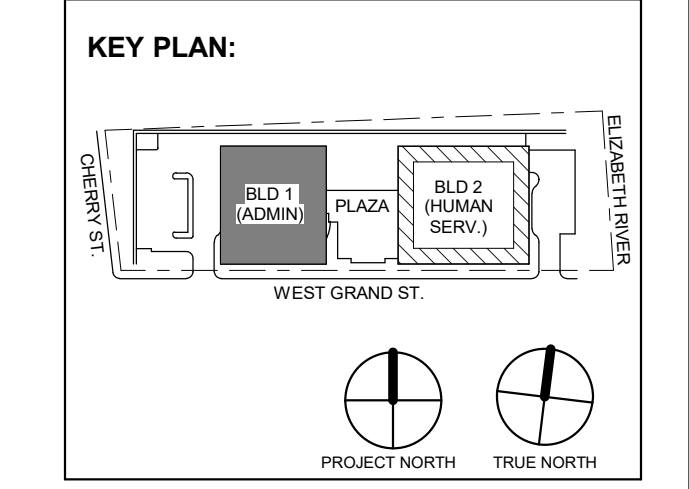 KEY PLAN:
CHERRY ST.
BLD 1
(ADMIN)
PLAZA
BLD 2
(HUMAN
SERV.)
ELIZABETH RIVER
WEST GRAND ST.
PROJECT NORTH
TRUE NORTH